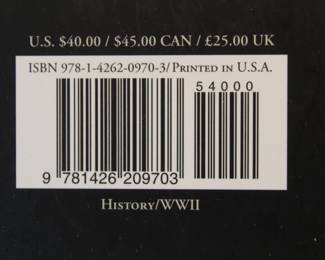 U.S. $40.00 / $45.00 CAN / £25.00 UK
ISBN 978-1-4262-0970-3/ Printed in U.S.A.
54000
9 781426 209703
History/WWII